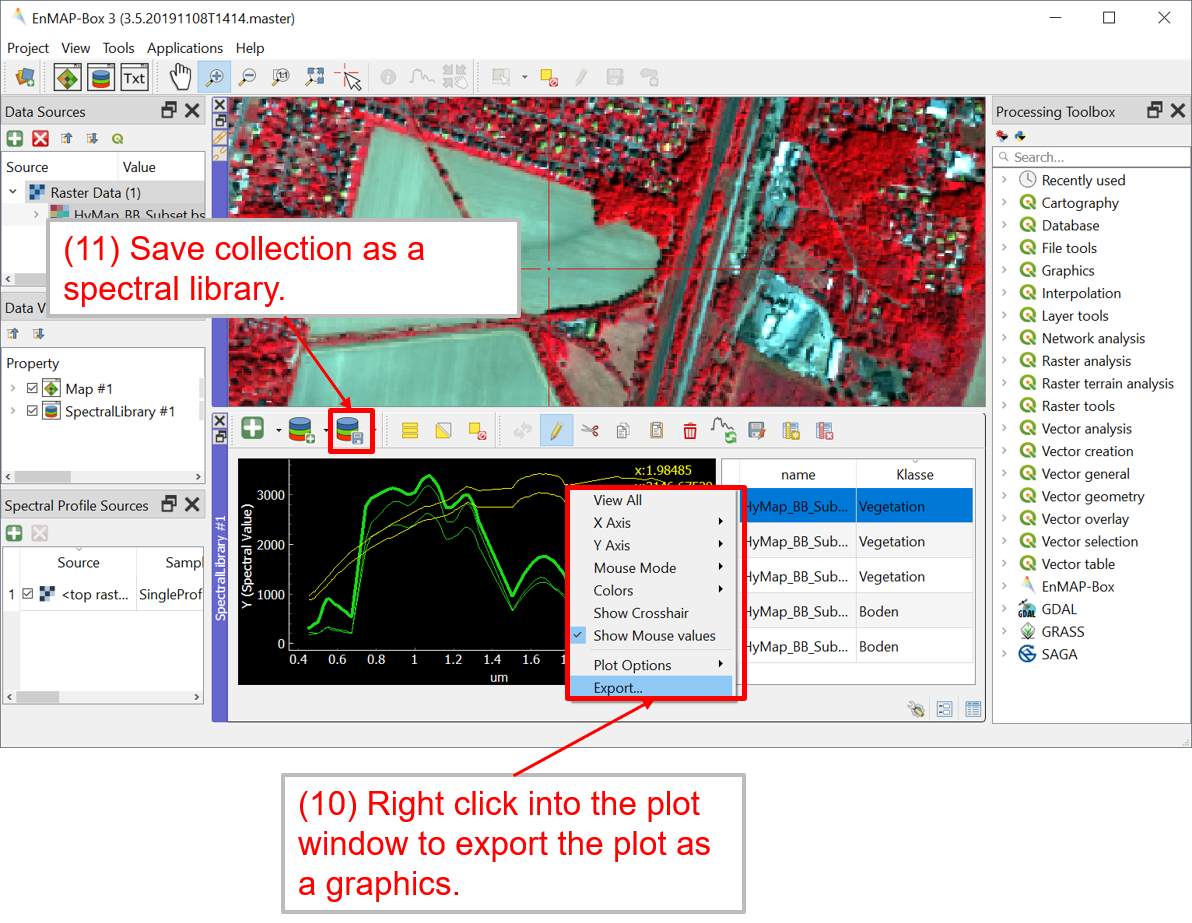 EnMAP-Box 3 (3.5.20191108T1414.master)
Project View Tools Applications Help
Txt
Data Sources
Source Value
Raster Data (1)
HyMap_BB_Subset.bs
(11) Save collection as a
spectral library.
Data V
Property
Map #1
SpectralLibrary #1
Spectral Profile Sources
Source Sampl
1 <top rast... SingleProf
SpectralLibrary #1
x:1.98485
Y (Spectral Value)
3000
2000
1000
0
0.4 0.6 0.8 1 1.2 1.4 1.6
um
View All
X Axis
Y Axis
Mouse Mode
Colors
Show Crosshair
Show Mouse values
Plot Options
Export...
name Klasse
HyMap_BB_Sub... Vegetation
HyMap_BB_Sub... Vegetation
HyMap_BB_Sub... Vegetation
HyMap_BB_Sub... Boden
HyMap_BB_Sub... Boden
Processing Toolbox
Search...
Recently used
Cartography
Database
File tools
Graphics
Interpolation
Layer tools
Network analysis
Raster analysis
Raster terrain analysis
Raster tools
Vector analysis
Vector creation
Vector general
Vector geometry
Vector overlay
Vector selection
Vector table
EnMAP-Box
GDAL
GRASS
SAGA
(10) Right click into the plot
window to export the plot as
a graphics.